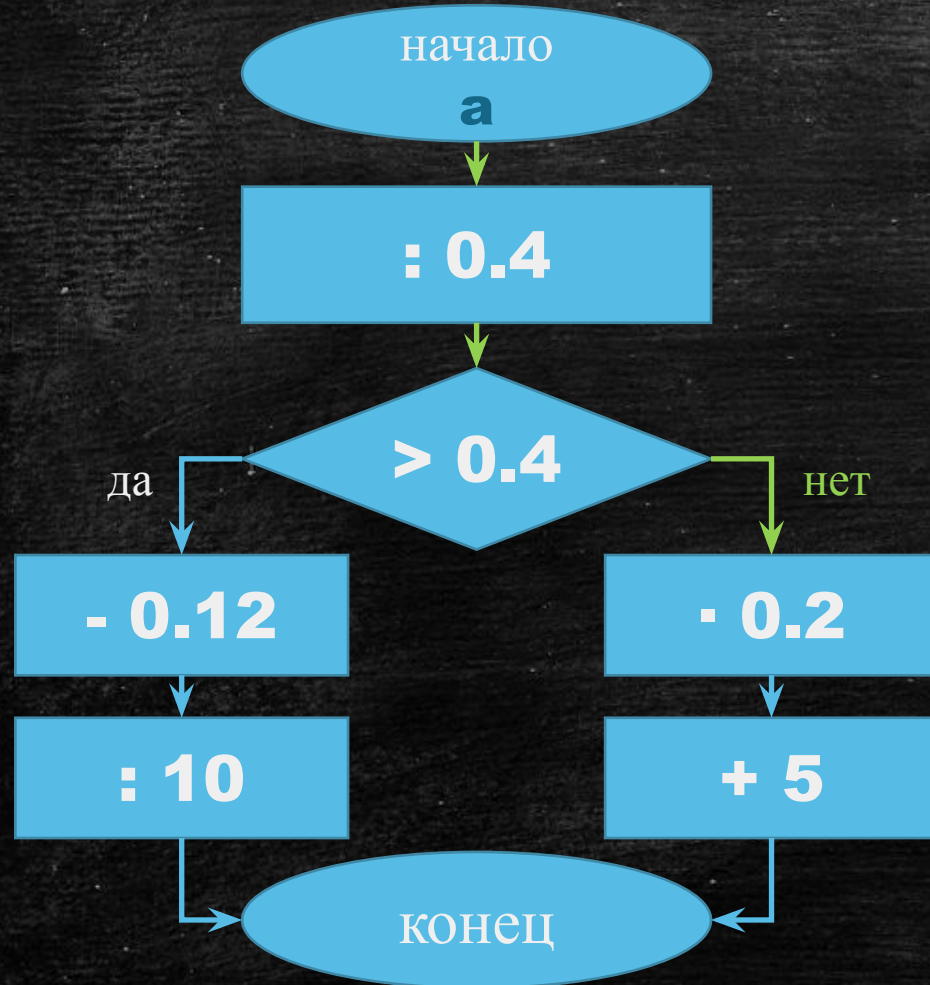 начало
a
: 0.4
> 0.4
да
нет
- 0.12
· 0.2
: 10
+ 5
конец